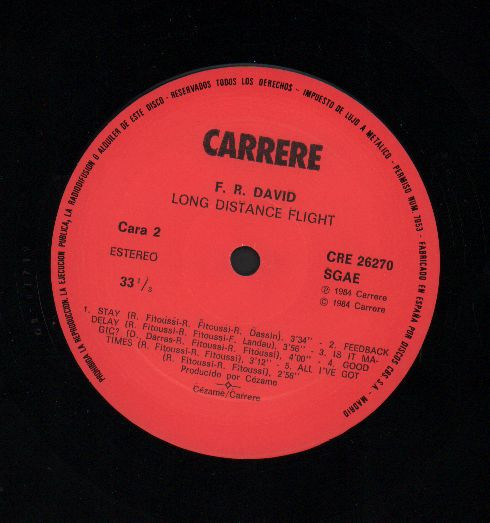 PROHIBIDA LA REPRODUCCION. LA EJECUCION PUBLICA, LA RADIODIFUSION O ALQUILER DE ESTE DISCO - RESERVADOS TODOS LOS DERECHOS - IMPUESTO DE LUJO A METALICO - PERMISO NUM. 7953 - FABRICADO EN ESPAÑA POR DISCOS CBS S.A. - MADRID
CARRERE
F. R. DAVID
LONG DISTANCE FLIGHT
Cara 2
ESTEREO
33 1/3
CRE 26270
SGAE
Ⓟ 1984 Carrere
© 1984 Carrere
1. STAY (R. Fitoussi-R. Fitoussi-R. Dassin), 3'34" - 2. FEEDBACK
DELAY (R. Fitoussi-R. Fitoussi-F. Landau), 3'56" - 3. IS IT MA-
GIC? (D. Darras-R. Fitoussi-R. Fitoussi), 4'00" - 4. GOOD
TIMES (R. Fitoussi-R. Fitoussi), 3'12" - 5. ALL I'VE GOT
(R. Fitoussi-R. Fitoussi), 2'56"
Producido por Cézame
Cézame/Carrere